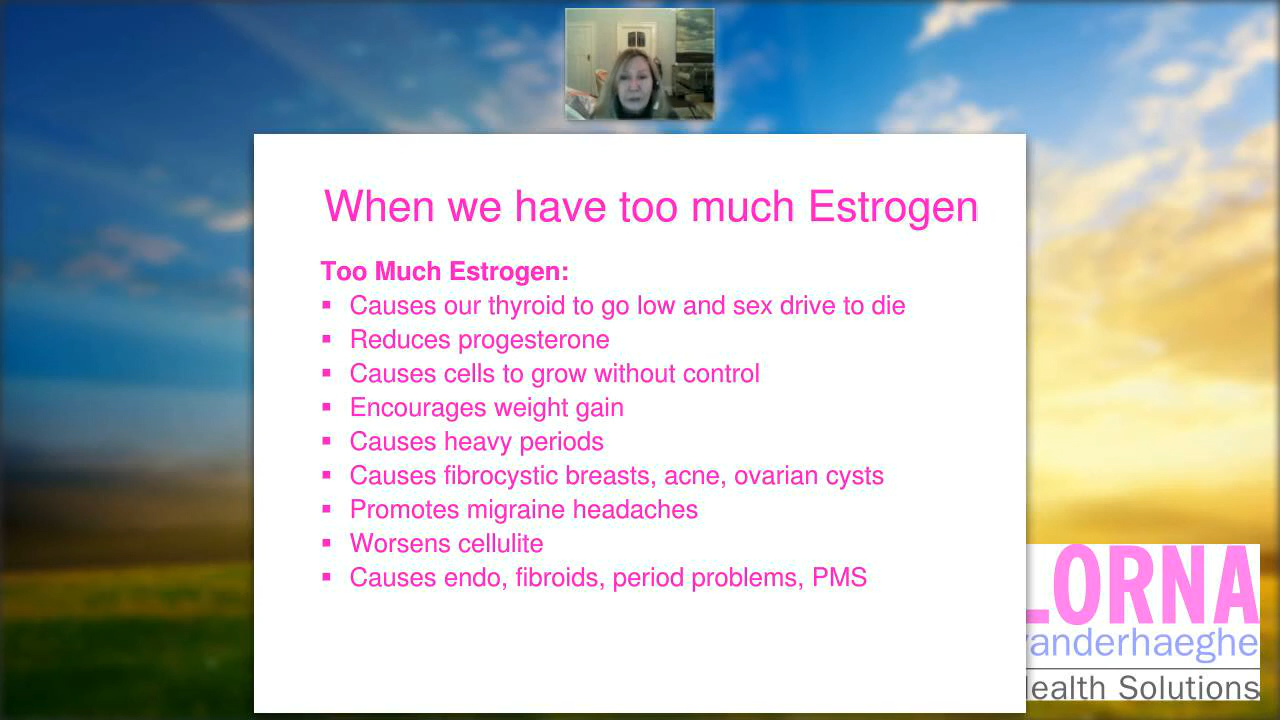 When we have too much Estrogen
Too Much Estrogen:
▪ Causes our thyroid to go low and sex drive to die
▪ Reduces progesterone
▪ Causes cells to grow without control
▪ Encourages weight gain
▪ Causes heavy periods
▪ Causes fibrocystic breasts, acne, ovarian cysts
▪ Promotes migraine headaches
▪ Worsens cellulite
▪ Causes endo, fibroids, period problems, PMS
LORNA
vanderhaeghe
Health Solutions